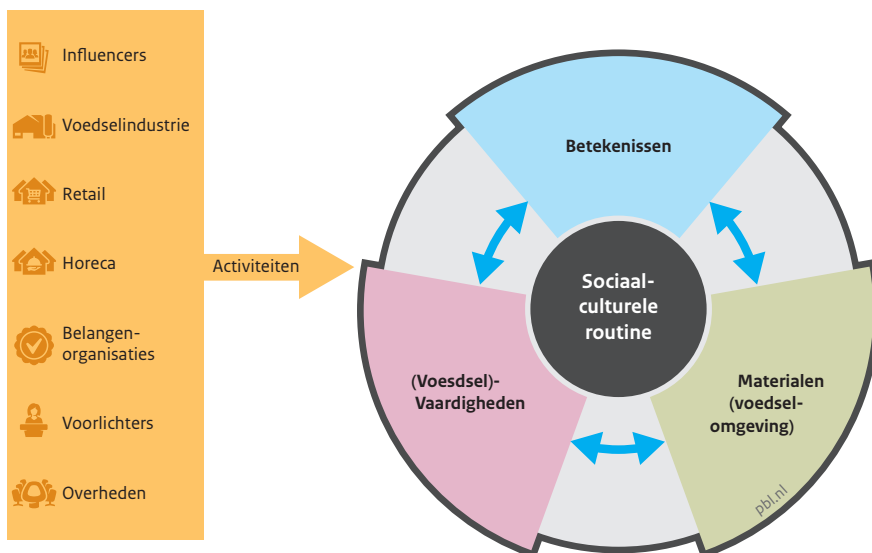 Influencers
Voedselindustrie
Retail
Horeca
Belangen-
organisaties
Voorlichters
Overheden
Activiteiten
Betekenissen
Sociaal-
culturele
routine
(Voesdsel)-
Vaardigheden
Materialen
(voedsel-
omgeving)
pbl.nl